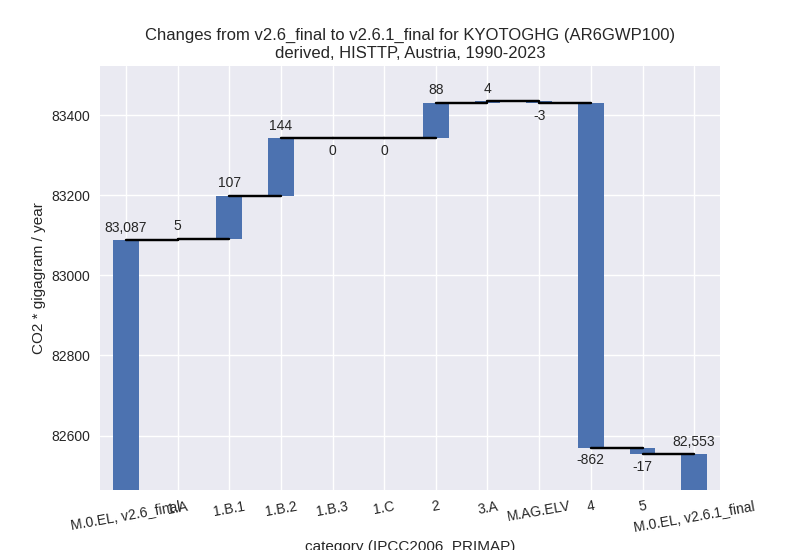 Changes from v2.6_final to v2.6.1_final for KYOTOGHG (AR6GWP100)
derived, HISTTP, Austria, 1990-2023
CO2 * gigagram / year
83400
83200
83000
82800
82600
83,087
5
107
144
0
0
88
4
-3
-862
-17
82,553
M.0.EL, v2.6_final
1.A
1.B.1
1.B.2
1.B.3
1.C
2
3.A
M.AG.ELV
4
5
M.0.EL, v2.6.1_final
category (IPCC2006_PRIMAP)